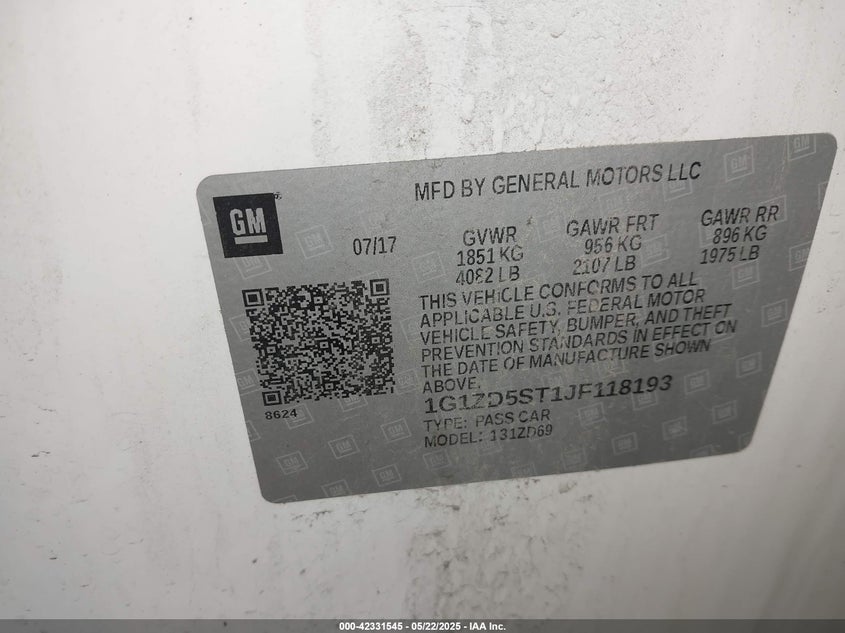 GM
MFD BY GENERAL MOTORS LLC
07/17
GVWR
1851 KG
4082 LB
GAWR FRT
956 KG
2107 LB
GAWR RR
896 KG
1975 LB
THIS VEHICLE CONFORMS TO ALL
APPLICABLE U.S. FEDERAL MOTOR
VEHICLE SAFETY, BUMPER, AND THEFT
PREVENTION STANDARDS IN EFFECT ON
THE DATE OF MANUFACTURE SHOWN
ABOVE.
8624
1G1ZD5ST1JF118193
TYPE: PASS CAR
MODEL: 131ZD69
000-42331545 - 05/22/2025 - IAA Inc.